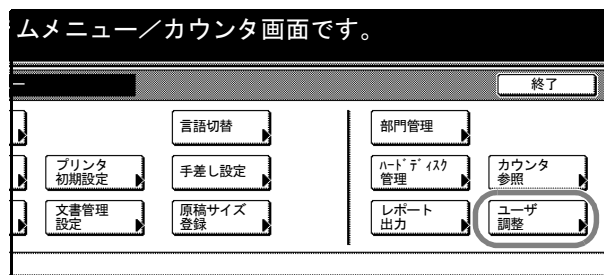 ムメニュー／カウンタ画面です。
ー
終了
言語切替
部門管理
プリンタ
初期設定
手差し設定
ﾊｰﾄﾞﾃﾞｨｽｸ
管理
カウンタ
参照
文書管理
設定
原稿サイズ
登録
レポート
出力
ユーザ
調整